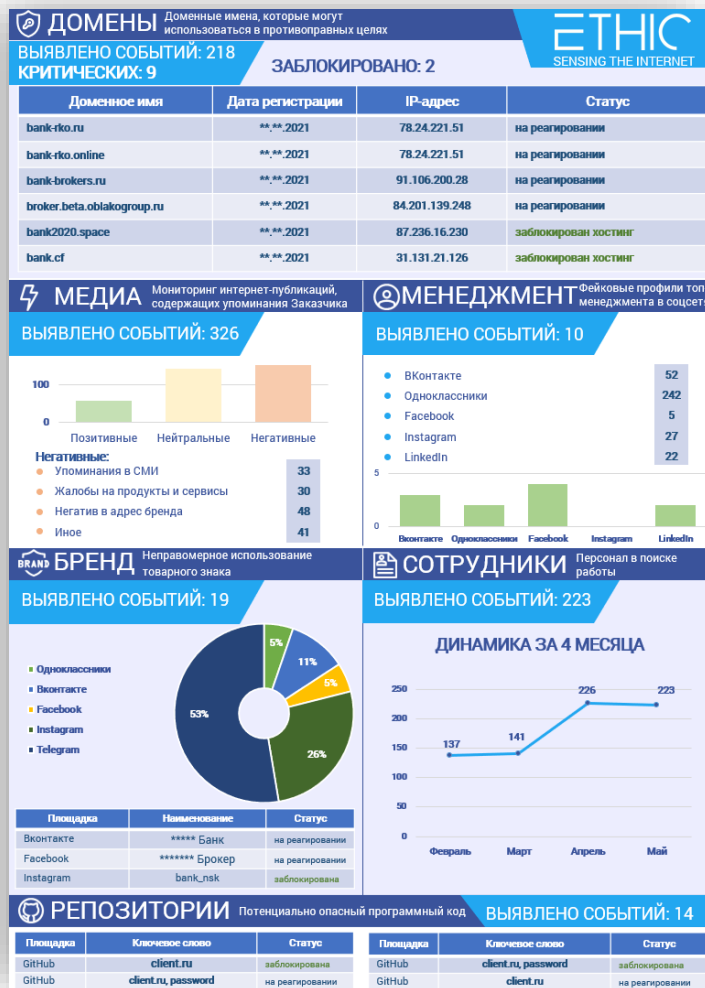 ДОМЕНЫ
Доменные имена, которые могут
использоваться в противоправных целях
ETHIC
SENSING THE INTERNET
ВЫЯВЛЕНО СОБЫТИЙ: 218
КРИТИЧЕСКИХ: 9
ЗАБЛОКИРОВАНО: 2
Доменное имя Дата регистрации IP-адрес Статус
bank-rko.ru **.**.2021 78.24.221.51 на реагировании
bank-rko.online **.**.2021 78.24.221.51 на реагировании
bank-brokers.ru **.**.2021 91.106.200.28 на реагировании
broker.beta.oblakogroup.ru **.**.2021 84.201.139.248 на реагировании
bank2020.space **.**.2021 87.236.16.230 заблокирован хостинг
bank.cf **.**.2021 31.131.21.126 заблокирован хостинг
МЕДИА
Мониторинг интернет-публикаций,
содержащих упоминания Заказчика
ВЫЯВЛЕНО СОБЫТИЙ: 326
100
0
Позитивные Нейтральные Негативные
Негативные:
Упоминания в СМИ 33
Жалобы на продукты и сервисы 30
Негатив в адрес бренда 48
Иное 41
МЕНЕДЖМЕНТ
Фейковые профили топ
менеджмента в соцсетя
ВЫЯВЛЕНО СОБЫТИЙ: 10
ВКонтакте 52
Одноклассники 242
Facebook 5
Instagram 27
LinkedIn 22
5
0
Вконтакте Одноклассники Facebook Instagram LinkedIn
BRAND БРЕНД
Неправомерное использование
товарного знака
ВЫЯВЛЕНО СОБЫТИЙ: 19
Одноклассники
Вконтакте
Facebook
Instagram
Telegram
5%
11%
5%
26%
53%
Площадка Наименование Статус
Вконтакте ***** Банк на реагировании
Facebook ******* Брокер на реагировании
Instagram bank_nsk заблокирована
СОТРУДНИКИ
Персонал в поиске
работы
ВЫЯВЛЕНО СОБЫТИЙ: 223
ДИНАМИКА ЗА 4 МЕСЯЦА
250
200
150
100
50
0
137
141
226
223
Февраль Март Апрель Май
РЕПОЗИТОРИИ
Потенциально опасный программный код
ВЫЯВЛЕНО СОБЫТИЙ: 14
Площадка Ключевое слово Статус
GitHub client.ru заблокирована
GitHub client.ru, password на реагировании
Площадка Ключевое слово Статус
GitHub client.ru, password заблокирована
GitHub client.ru на реагировании